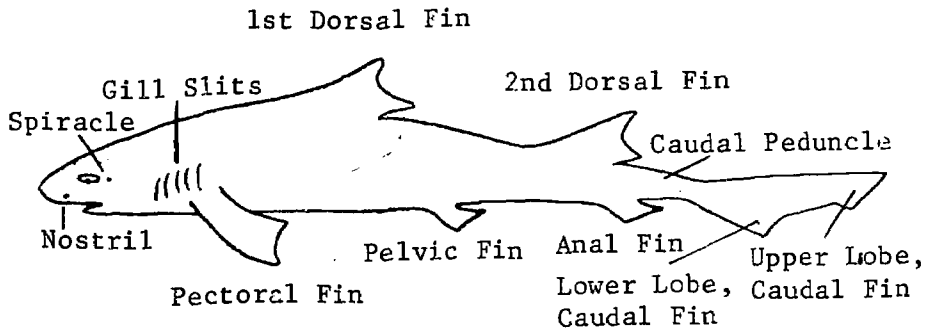 1st Dorsal Fin
Gill Slits
2nd Dorsal Fin
Spiracle
Caudal Peduncle
Nostril
Pelvic Fin
Anal Fin
Upper Lobe,
Caudal Fin
Pectoral Fin
Lower Lobe,
Caudal Fin